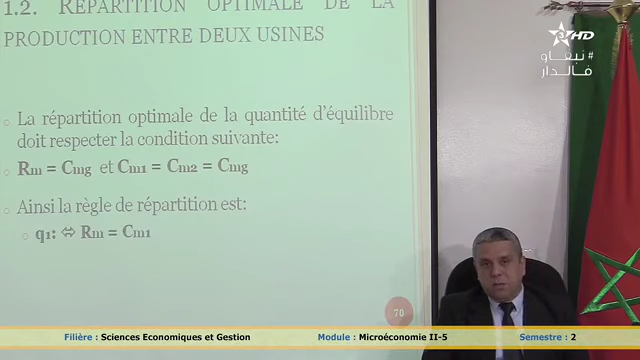 1.2. RÉPARTITION OPTIMALE DE LA
PRODUCTION ENTRE DEUX USINES
La répartition optimale de la quantité d'équilibre
doit respecter la condition suivante:
Rm = Cmg et Cm1 = Cm2 = Cmg
Ainsi la règle de répartition est:
q1: ⇔ Rm = Cm1
70
HD
#نبقاو
فالدار
Filière : Sciences Economiques et Gestion Module : Microéconomie II-5 Semestre : 2